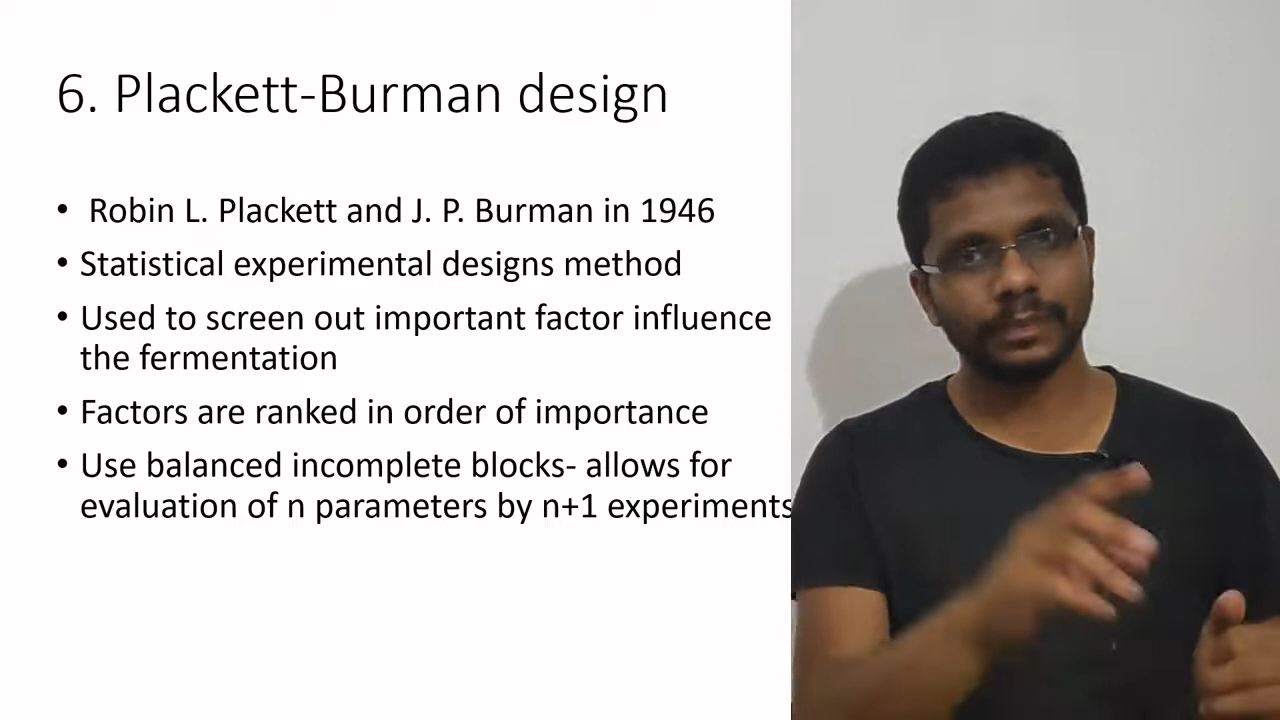 6. Plackett-Burman design
• Robin L. Plackett and J. P. Burman in 1946
• Statistical experimental designs method
• Used to screen out important factor influence
the fermentation
• Factors are ranked in order of importance
• Use balanced incomplete blocks- allows for
evaluation of n parameters by n+1 experiments